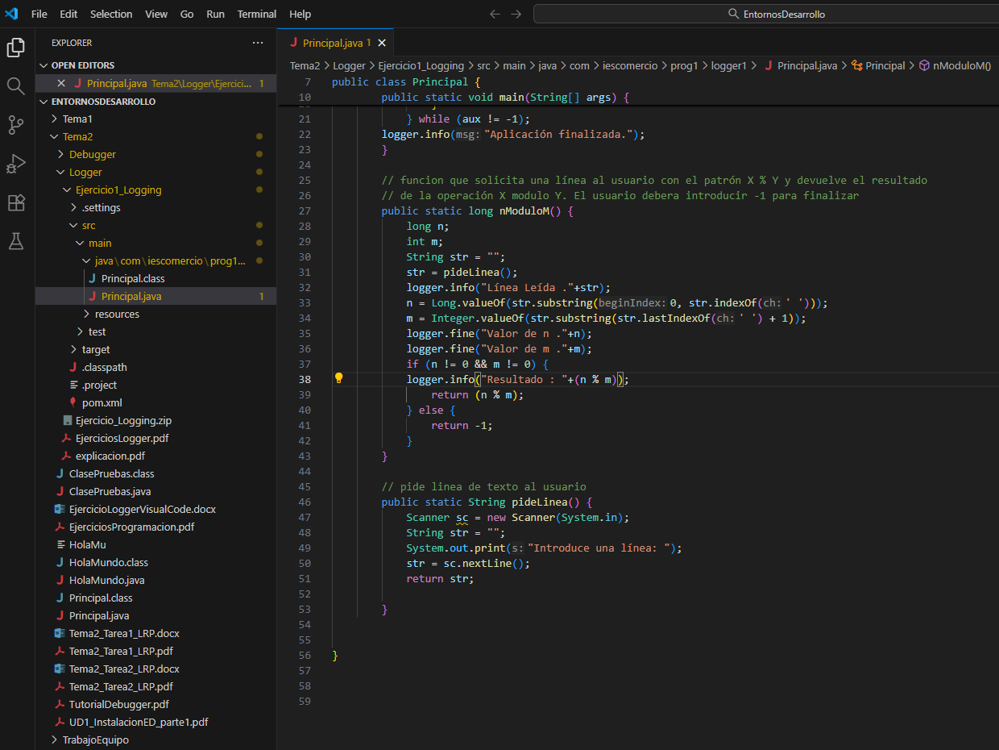 File Edit Selection View Go Run Terminal Help
EntornosDesarrollo
EXPLORER
OPEN EDITORS
Principal.java Tema2\Logger\Ejercici... 1
ENTORNOSDESARROLLO
Tema1
Tema2
Debugger
Logger
Ejercicio1_Logging
.settings
src
main
java\com\iescomercio\prog1...
Principal.class
Principal.java 1
resources
test
target
.classpath
.project
pom.xml
Ejercicio_Logging.zip
EjerciciosLogger.pdf
explicacion.pdf
ClasePruebas.class
ClasePruebas.java
EjercicioLoggerVisualCode.docx
EjerciciosProgramacion.pdf
HolaMu
HolaMundo.class
HolaMundo.java
Principal.class
Principal.java
Tema2_Tarea1_LRP.docx
Tema2_Tarea1_LRP.pdf
Tema2_Tarea2_LRP.docx
Tema2_Tarea2_LRP.pdf
TutorialDebugger.pdf
UD1_InstalacionED_parte1.pdf
TrabajoEquipo
Principal.java 1
Tema2 > Logger > Ejercicio1_Logging > src > main > java > com > iescomercio > prog1 > logger1 > Principal.java > Principal > nModuloM()
7 public class Principal {
10 public static void main(String[] args) {
21 } while (aux != -1);
22 logger.info(msg: "Aplicación finalizada.");
23 }
24
25 // funcion que solicita una línea al usuario con el patrón X % Y y devuelve el resultado
26 // de la operación X modulo Y. El usuario debera introducir -1 para finalizar
27 public static long nModuloM() {
28 long n;
29 int m;
30 String str = "";
31 str = pideLinea();
32 logger.info("Línea Leída ."+str);
33 n = Long.valueOf(str.substring(beginIndex: 0, str.indexOf(ch: ' ')));
34 m = Integer.valueOf(str.substring(str.lastIndexOf(ch: ' ') + 1));
35 logger.fine("Valor de n ."+n);
36 logger.fine("Valor de m ."+m);
37 if (n != 0 && m != 0) {
38 logger.info("Resultado : "+(n % m));
39 return (n % m);
40 } else {
41 return -1;
42 }
43 }
44
45 // pide linea de texto al usuario
46 public static String pideLinea() {
47 Scanner sc = new Scanner(System.in);
48 String str = "";
49 System.out.print(s: "Introduce una línea: ");
50 str = sc.nextLine();
51 return str;
52
53 }
54
55
56 }
57
58
59